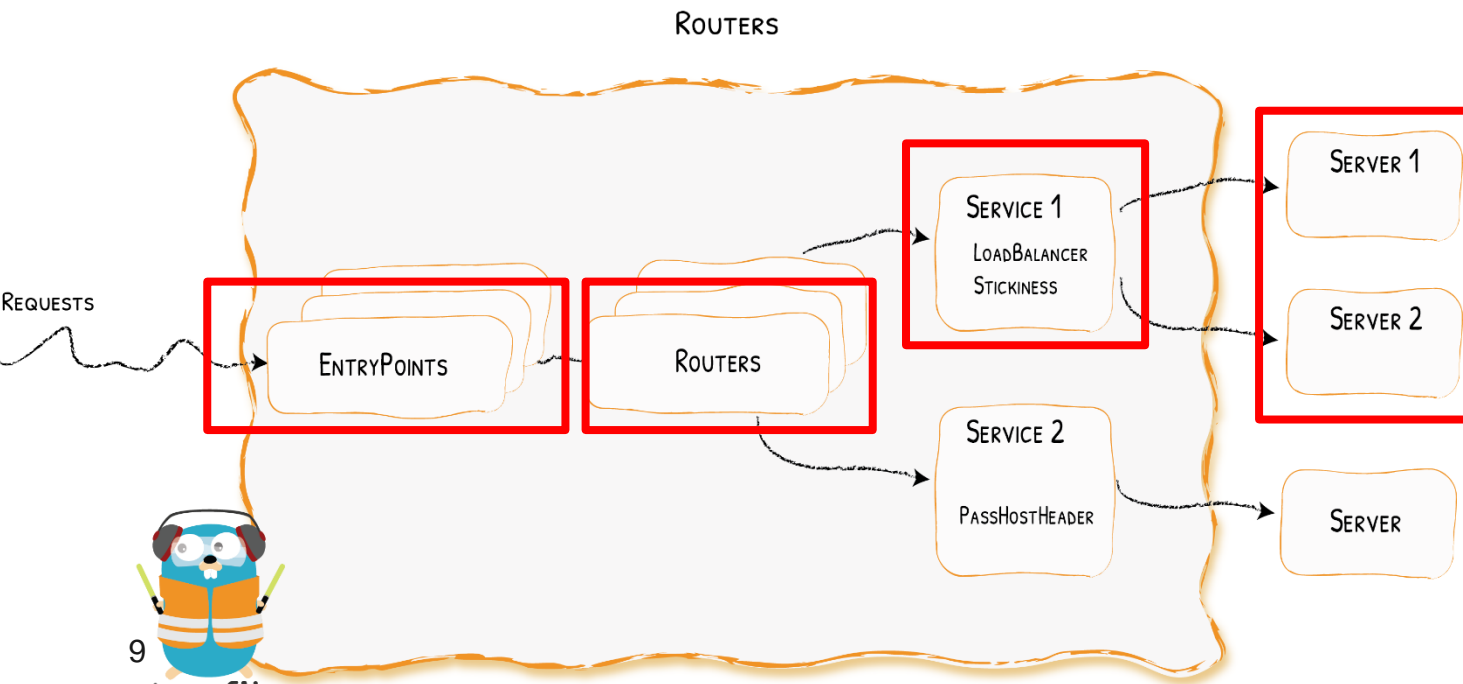 ROUTERS
REQUESTS
ENTRYPOINTS
ROUTERS
SERVICE 1
LOADBALANCER
STICKINESS
SERVICE 2
PASSHOSTHEADER
SERVER 1
SERVER 2
SERVER
9